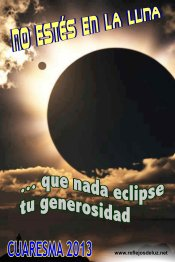 NO ESTÉS EN LA LUNA
... que nada eclipse
tu generosidad
CUARESMA 2013
www.reflejosdeluz.net